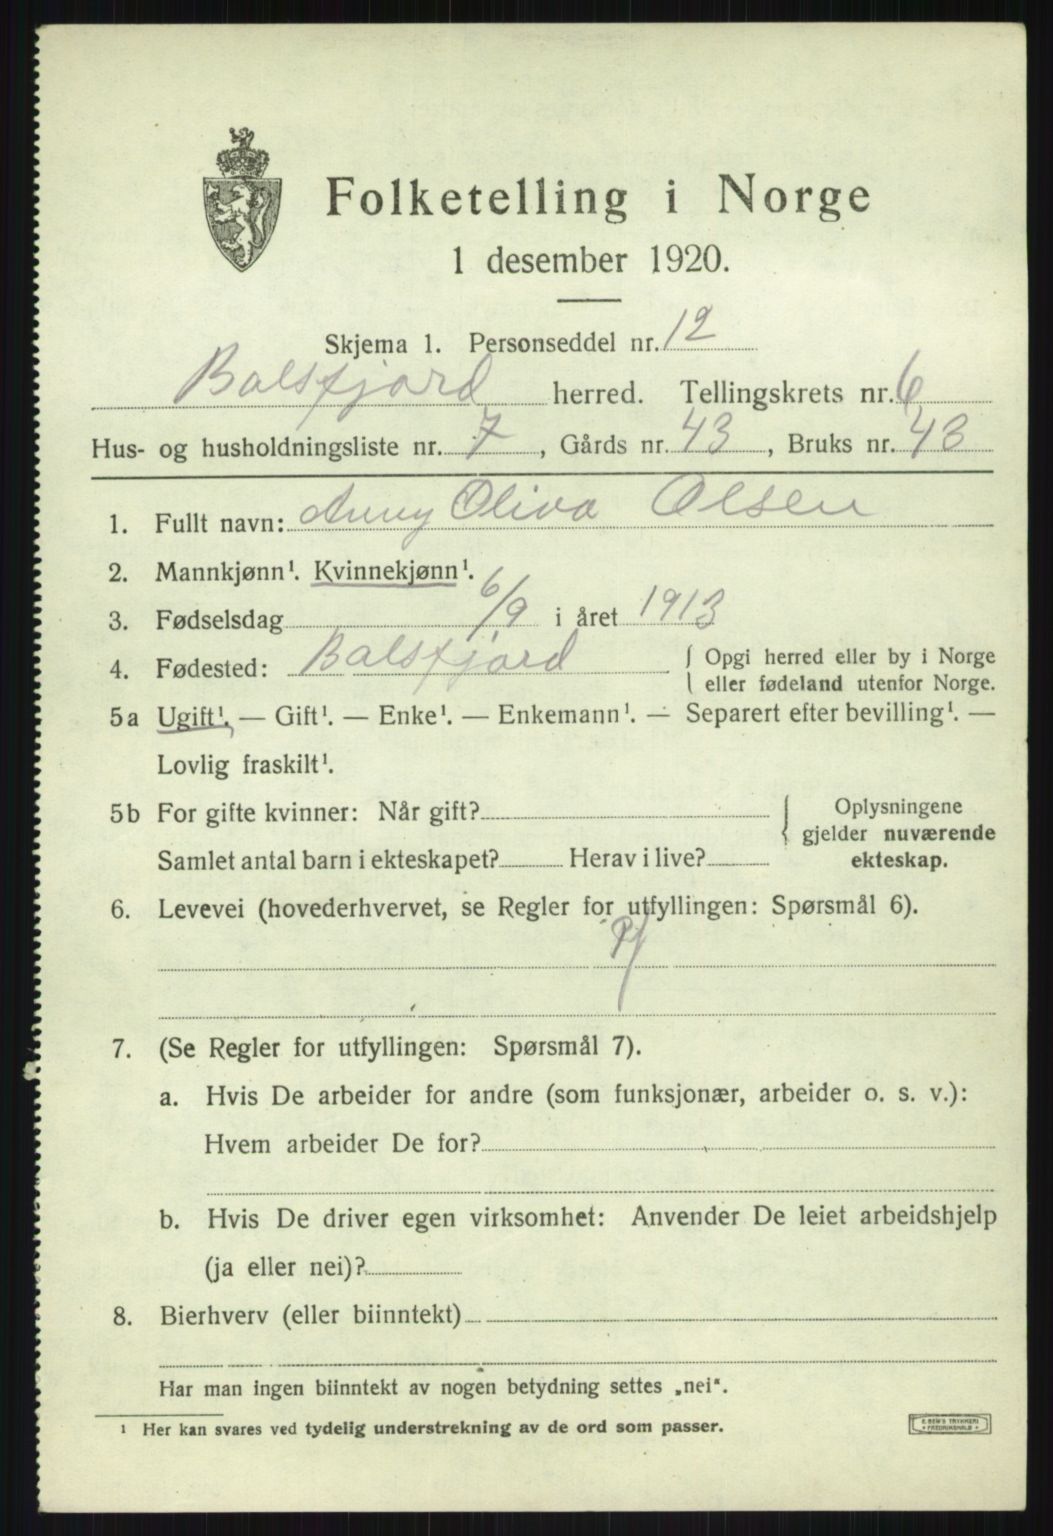 Folketelling i Norge
1 desember 1920.
Skjema 1. Personseddel nr. 12
Balsfjord herred. Tellingskrets nr. 6
Hus- og husholdningsliste nr. 7, Gårds nr. 43, Bruks nr. 43
1. Fullt navn: Anny Oliva Olsen
2. Mannkjønn¹. Kvinnekjønn¹.
3. Fødselsdag 6/9 i året 1913
4. Fødested: Balsfjord { Opgi herred eller by i Norge
eller fødeland utenfor Norge.
5a Ugift¹. — Gift¹. — Enke¹. — Enkemann¹. — Separert efter bevilling¹. —
Lovlig fraskilt¹.
5b For gifte kvinner: Når gift? { Oplysningene
gjelder nuværende
Samlet antal barn i ekteskapet? Herav i live? ekteskap.
6. Levevei (hovederhvervet, se Regler for utfyllingen: Spørsmål 6).
7. (Se Regler for utfyllingen: Spørsmål 7).
a. Hvis De arbeider for andre (som funksjonær, arbeider o. s. v.):
Hvem arbeider De for?
b. Hvis De driver egen virksomhet: Anvender De leiet arbeidshjelp
(ja eller nei)?
8. Bierhverv (eller biinntekt)
Har man ingen biinntekt av nogen betydning settes „nei“.
¹ Her kan svares ved tydelig understrekning av de ord som passer.